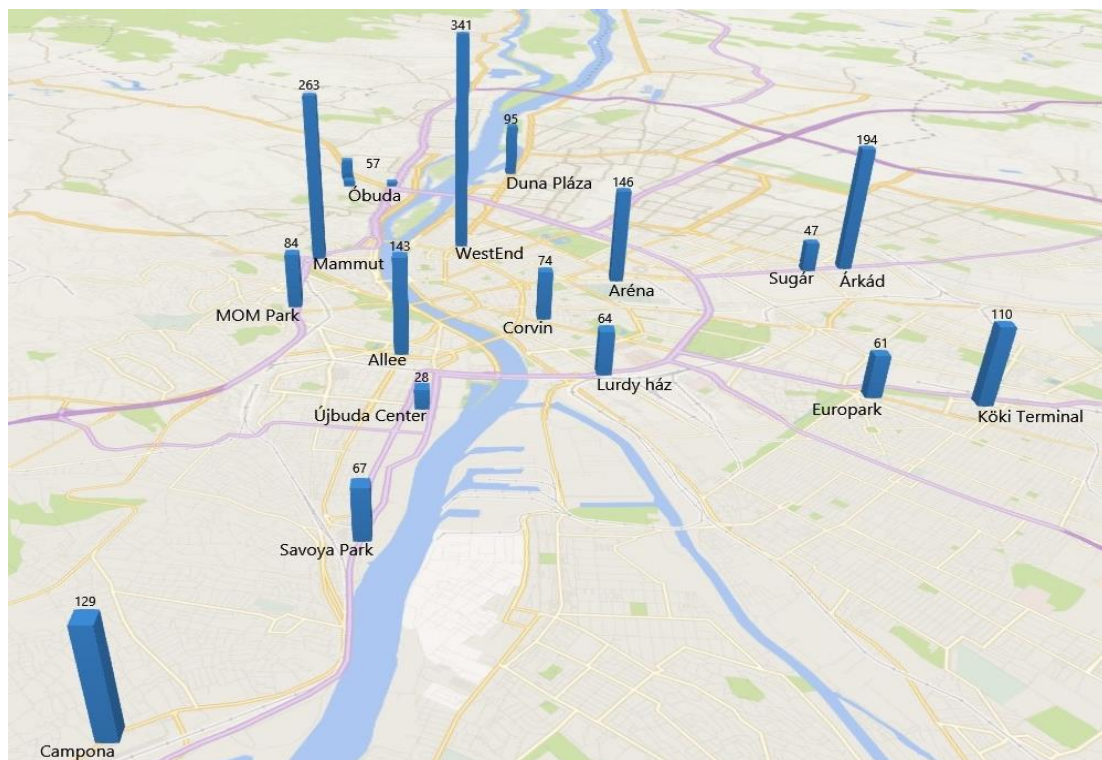 341
263
95
194
57
Óbuda
Duna Pláza
146
84
143
47
WestEnd
Mammut
74
Sugár
Árkád
Aréna
MOM Park
64
110
Corvin
61
Allee
28
Lurdy ház
Újbuda Center
Europark
Köki Terminal
67
Savoya Park
129
Campona